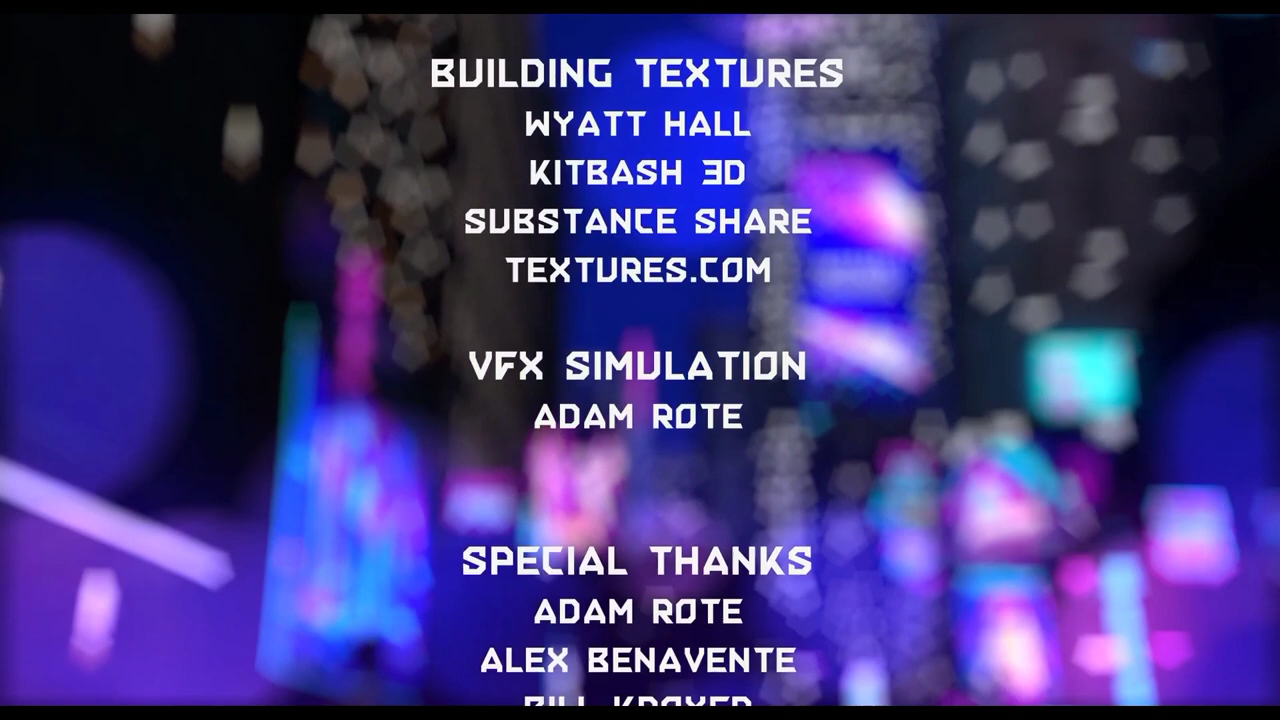 BUILDING TEXTURES
WYATT HALL
KITBASH 3D
SUBSTANCE SHARE
TEXTURES.COM
VFX SIMULATION
ADAM ROTE
SPECIAL THANKS
ADAM ROTE
ALEX BENAVENTE
BILL